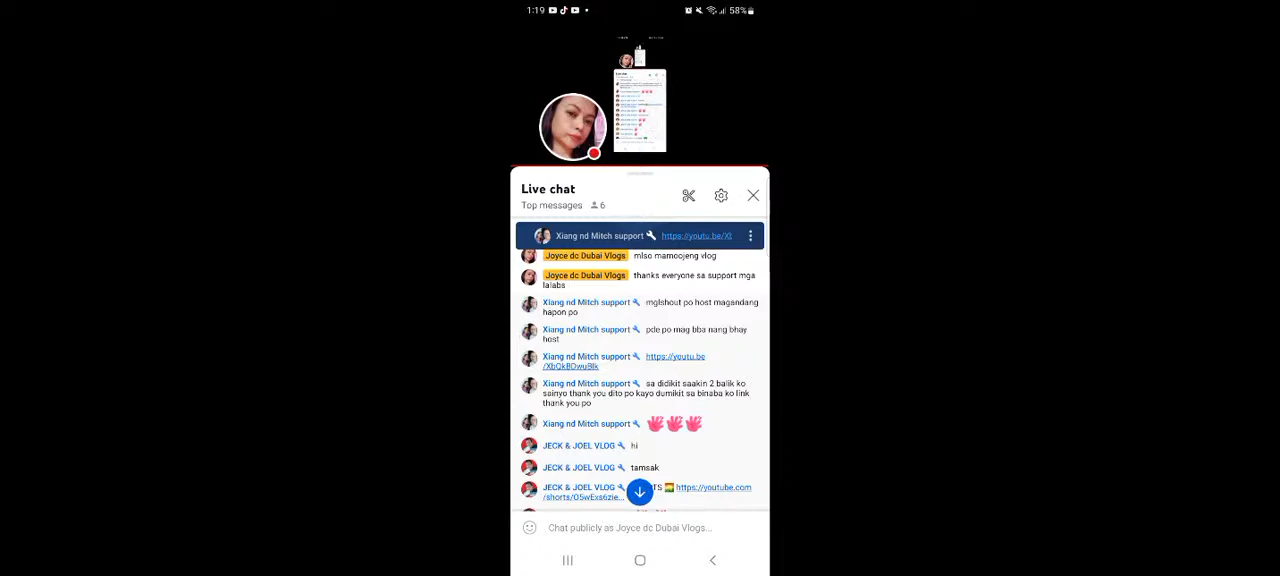 1:19 58%
Live chat
Top messages 6
Xiang nd Mitch support https://youtu.be/Xb
Joyce dc Dubai Vlogs mlso mamoojeng vlog
Joyce dc Dubai Vlogs thanks everyone sa support mga
lalabs
Xiang nd Mitch support mglshout po host magandang
hapon po
Xiang nd Mitch support pde po mag bba nang bhay
host
Xiang nd Mitch support https://youtu.be
/XbQkBOwuBlk
Xiang nd Mitch support sa didikit saakin 2 balik ko
sainyo thank you dito po kayo dumikit sa binaba ko link
thank you po
Xiang nd Mitch support
JECK & JOEL VLOG hi
JECK & JOEL VLOG tamsak
JECK & JOEL VLOG TS https://youtube.com
/shorts/O5wExs6zie...
Chat publicly as Joyce dc Dubai Vlogs...